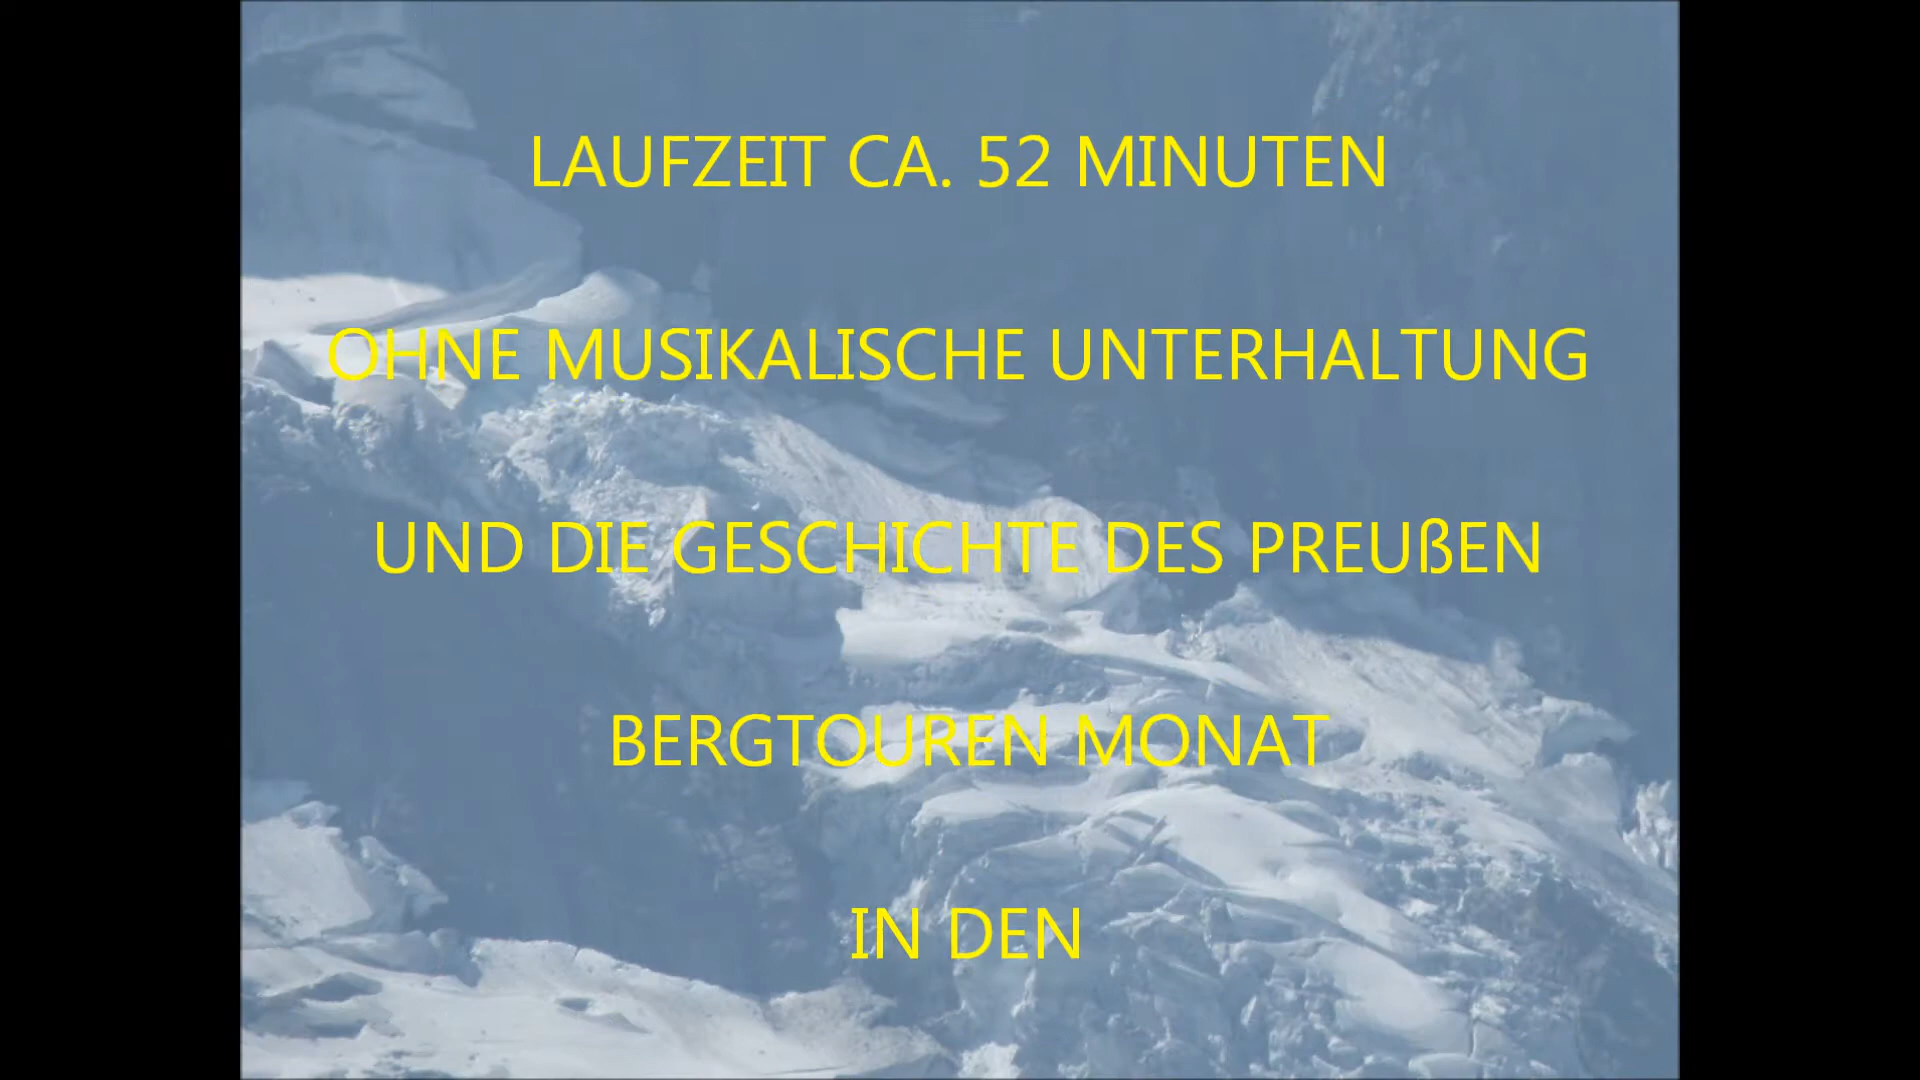 LAUFZEIT CA. 52 MINUTEN
OHNE MUSIKALISCHE UNTERHALTUNG
UND DIE GESCHICHTE DES PREUßEN
BERGTOUREN MONAT
IN DEN